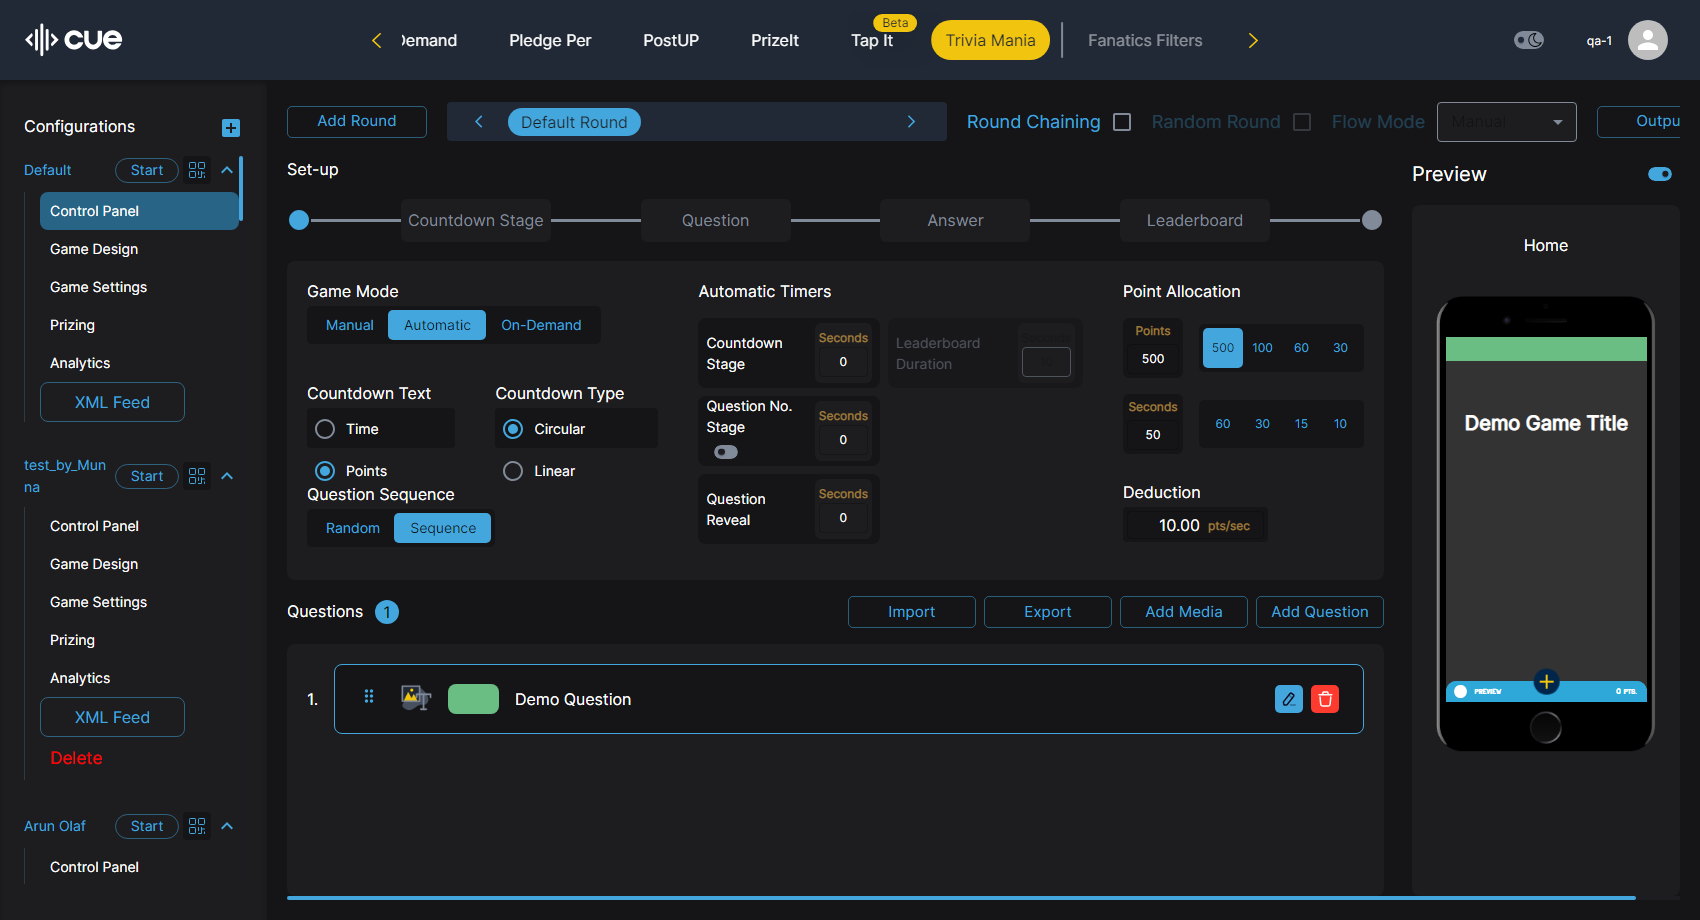 cue
Demand
Pledge Per
PostUP
PrizeIt
Tap It
Beta
Trivia Mania
Fanatics Filters
qa-1
Configurations
Default
Start
Control Panel
Game Design
Game Settings
Prizing
Analytics
XML Feed
test_by_Mun
na
Start
Control Panel
Game Design
Game Settings
Prizing
Analytics
XML Feed
Delete
Arun Olaf
Start
Control Panel
Add Round
Default Round
Round Chaining
Random Round
Flow Mode
Manual
Outpu
Set-up
Countdown Stage
Question
Answer
Leaderboard
Game Mode
Manual
Automatic
On-Demand
Countdown Text
Time
Points
Countdown Type
Circular
Linear
Question Sequence
Random
Sequence
Automatic Timers
Countdown
Stage
Seconds
0
Leaderboard
Duration
Question No.
Stage
Seconds
0
Question
Reveal
Seconds
0
Point Allocation
Points
500
500 100 60 30
Seconds
50
60 30 15 10
Deduction
10.00 pts/sec
Questions 1
Import
Export
Add Media
Add Question
1.
Demo Question
Preview
Home
Demo Game Title
PREVIEW
0 PTS.